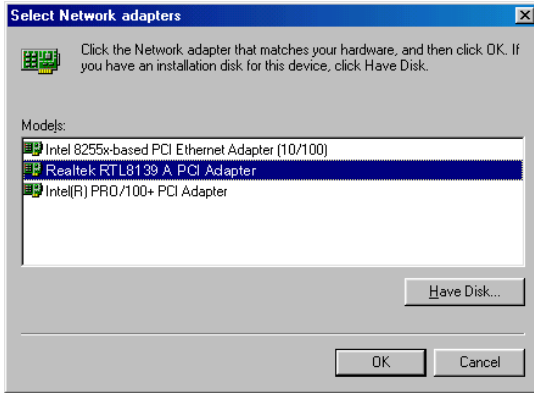 Select Network adapters
Click the Network adapter that matches your hardware, and then click OK. If
you have an installation disk for this device, click Have Disk.
Models:
Intel 8255x-based PCI Ethernet Adapter (10/100)
Realtek RTL8139 A PCI Adapter
Intel(R) PRO/100+ PCI Adapter
Have Disk...
OK Cancel